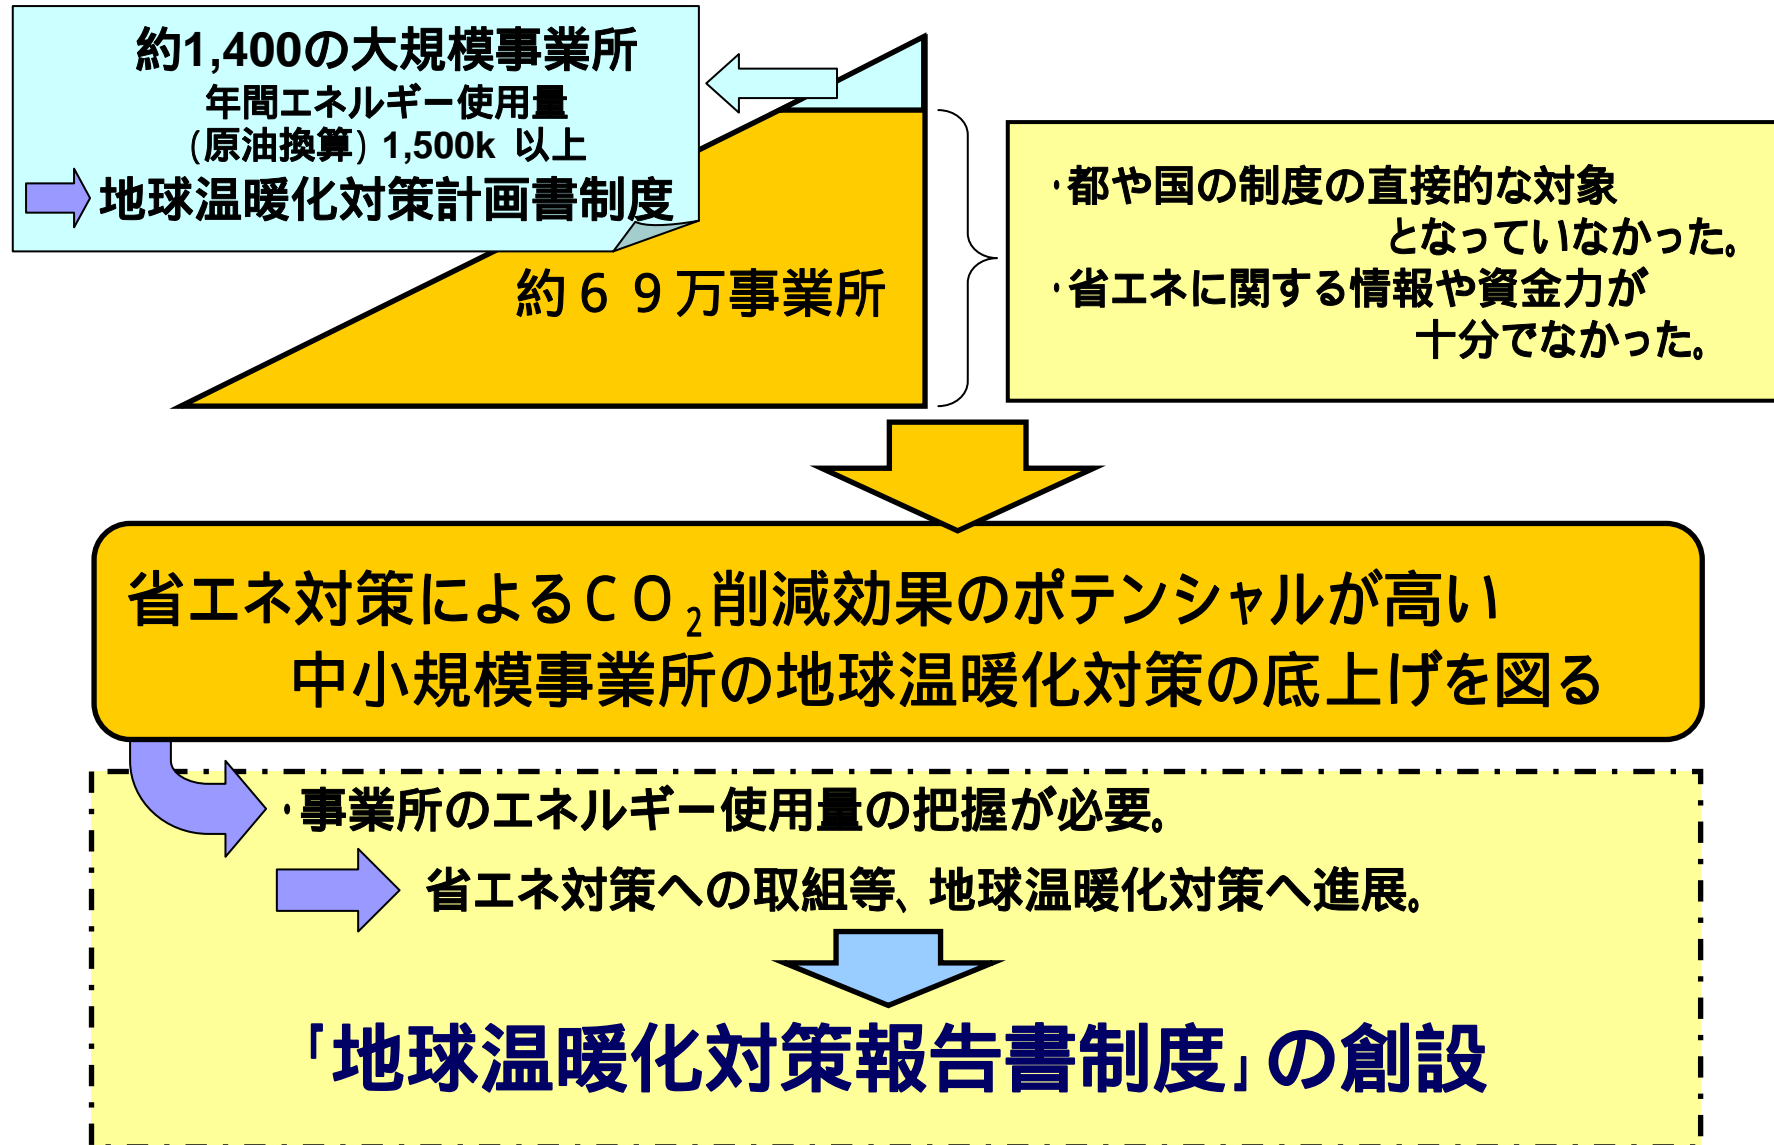 約1,400の大規模事業所
年間エネルギー使用量
(原油換算) 1,500k 以上
地球温暖化対策計画書制度
約６９万事業所
･都や国の制度の直接的な対象
となっていなかった｡
･省エネに関する情報や資金力が
十分でなかった｡
省エネ対策によるＣＯ₂削減効果のポテンシャルが高い
中小規模事業所の地球温暖化対策の底上げを図る
･事業所のエネルギー使用量の把握が必要｡
省エネ対策への取組等､地球温暖化対策へ進展｡
｢地球温暖化対策報告書制度｣の創設